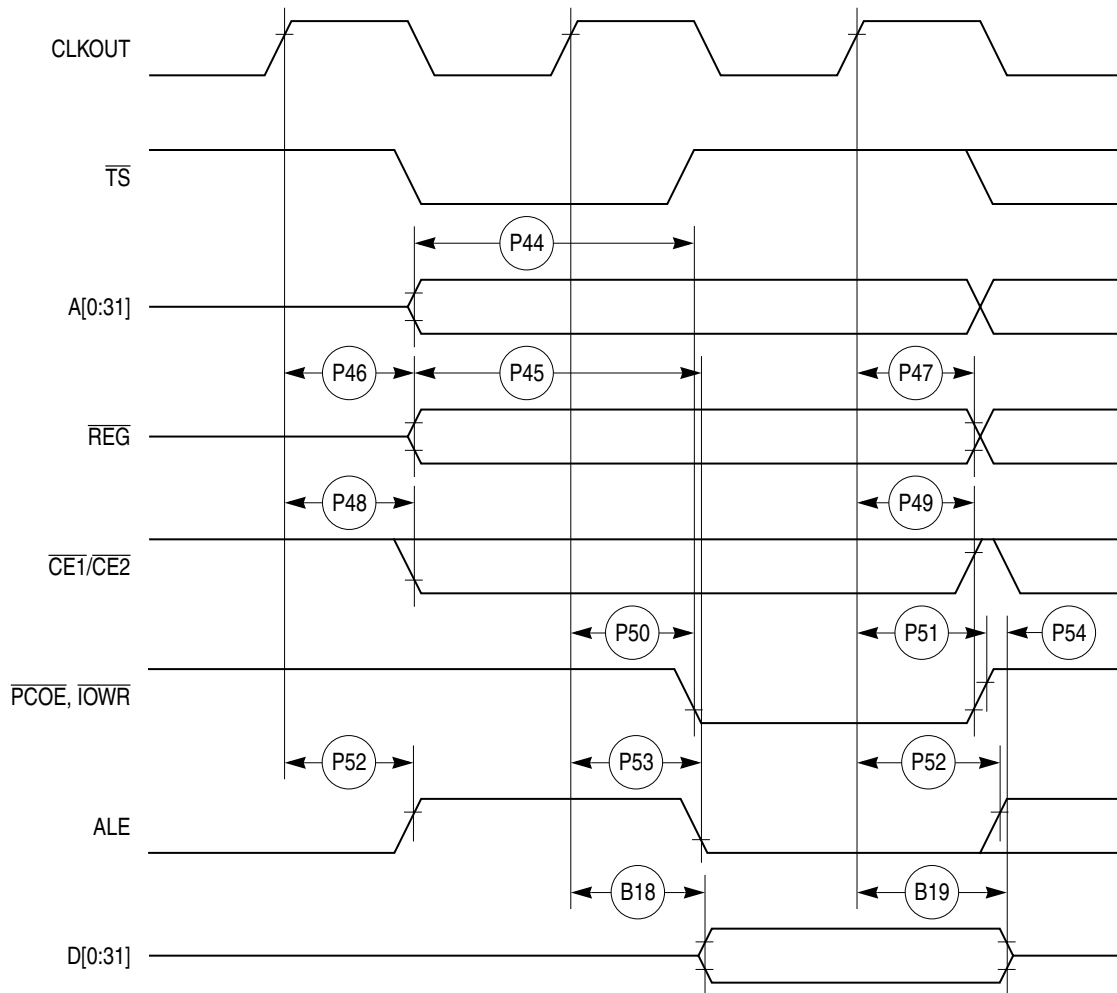 CLKOUT
TS
P44
A[0:31]
P46 P45 P47
REG
P48 P49
CE1/CE2
P50 P51 P54
PCOE, IOWR
P52 P53 P52
ALE
B18 B19
D[0:31]